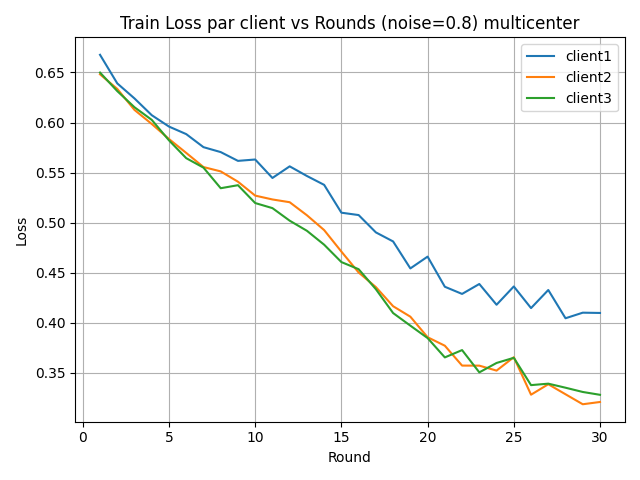 Train Loss par client vs Rounds (noise=0.8) multicenter
client1
client2
client3
Loss
0.65
0.60
0.55
0.50
0.45
0.40
0.35
0 5 10 15 20 25 30
Round